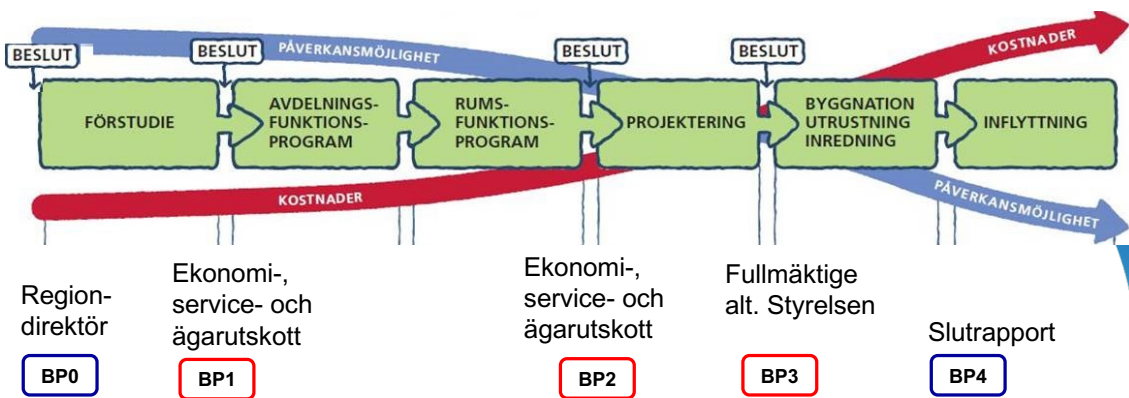 BESLUT
BESLUT
PÅVERKANSMÖJLIGHET
BESLUT
BESLUT
KOSTNADER
FÖRSTUDIE
AVDELNINGS-
FUNKTIONS-
PROGRAM
RUMS-
FUNKTIONS-
PROGRAM
PROJEKTERING
BYGGNATION
UTRUSTNING
INREDNING
INFLYTTNING
KOSTNADER
PÅVERKANSMÖJLIGHET
Region-
direktör
Ekonomi-,
service- och
ägarutskott
Ekonomi-,
service- och
ägarutskott
Fullmäktige
alt. Styrelsen
Slutrapport
BP0
BP1
BP2
BP3
BP4